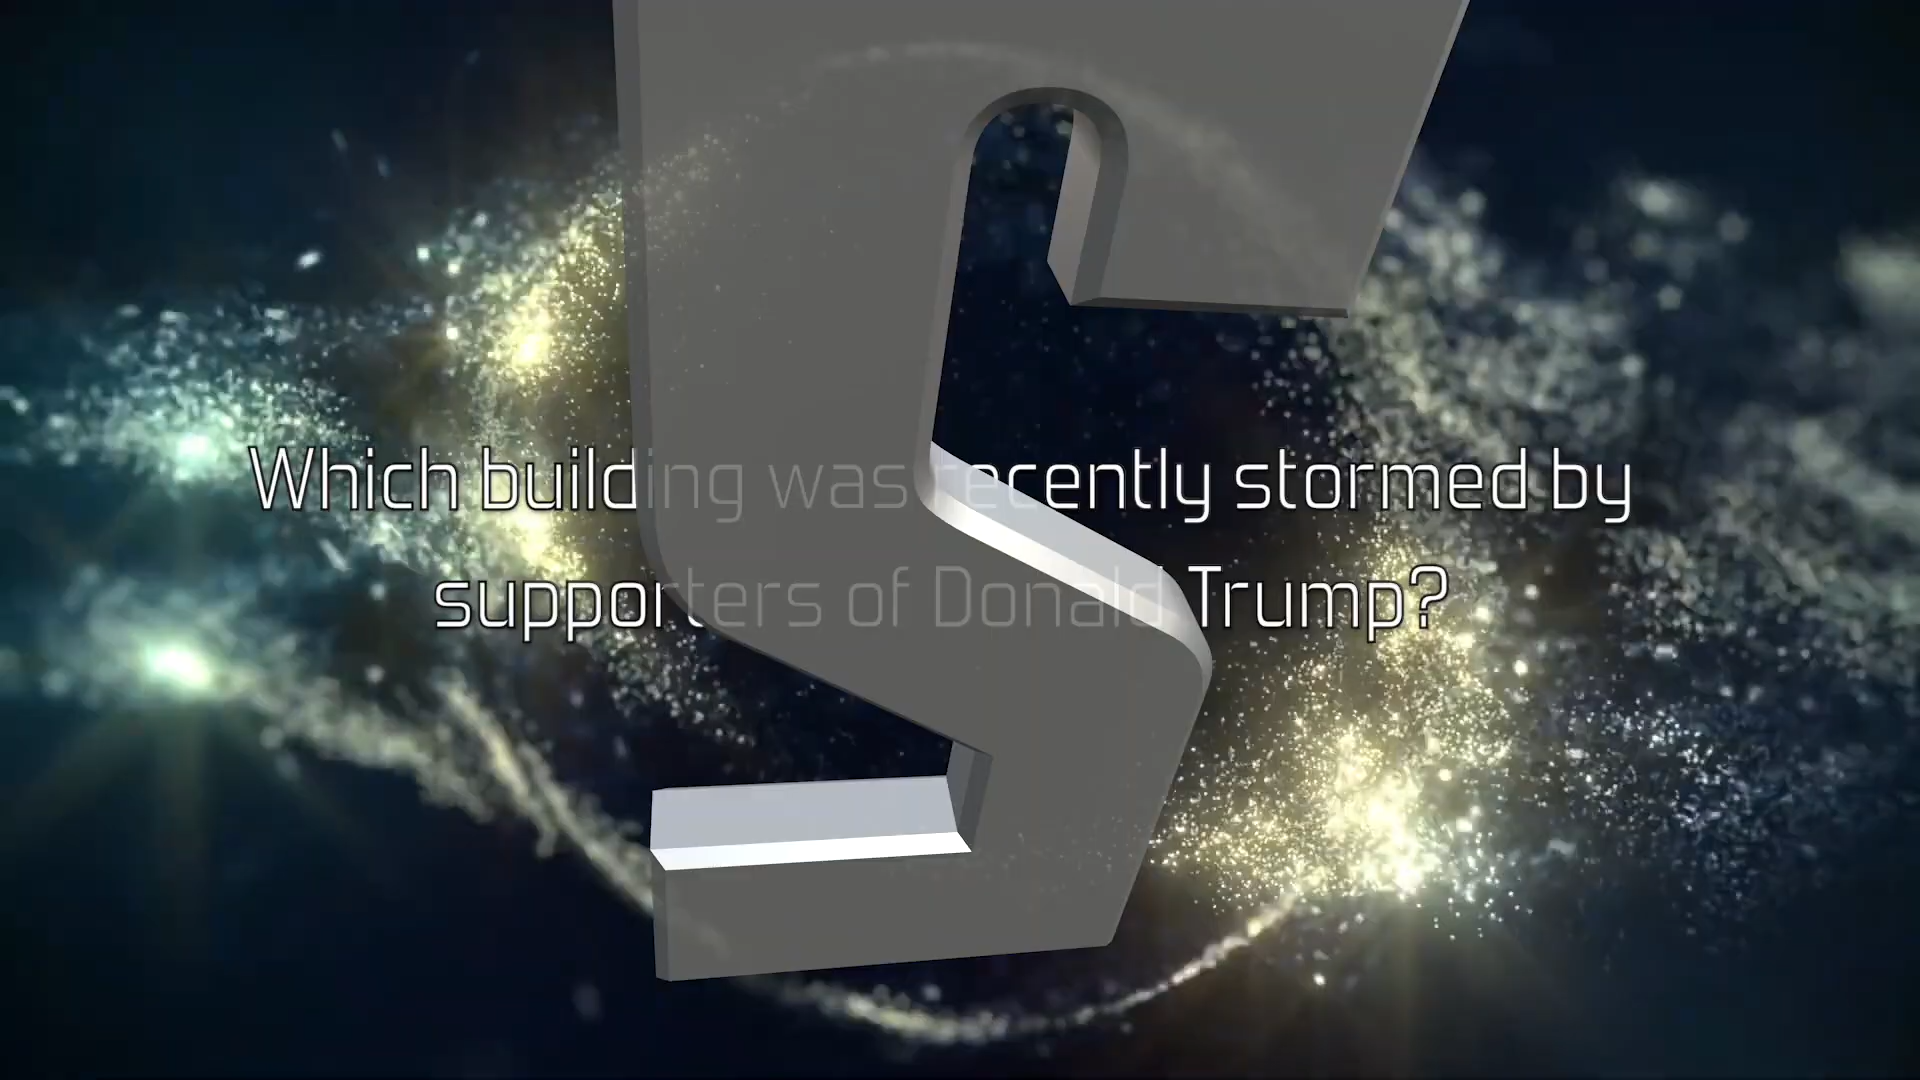 Which building was recently stormed by
supporters of Donald Trump?